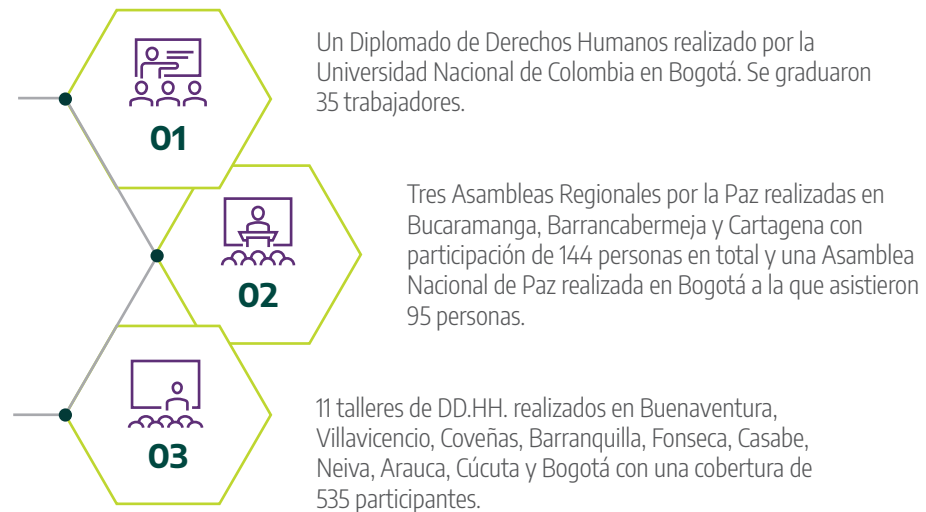 Un Diplomado de Derechos Humanos realizado por la
Universidad Nacional de Colombia en Bogotá. Se graduaron
35 trabajadores.
01
Tres Asambleas Regionales por la Paz realizadas en
Bucaramanga, Barrancabermeja y Cartagena con
participación de 144 personas en total y una Asamblea
Nacional de Paz realizada en Bogotá a la que asistieron
95 personas.
02
11 talleres de DD.HH. realizados en Buenaventura,
Villavicencio, Coveñas, Barranquilla, Fonseca, Casabe,
Neiva, Arauca, Cúcuta y Bogotá con una cobertura de
535 participantes.
03